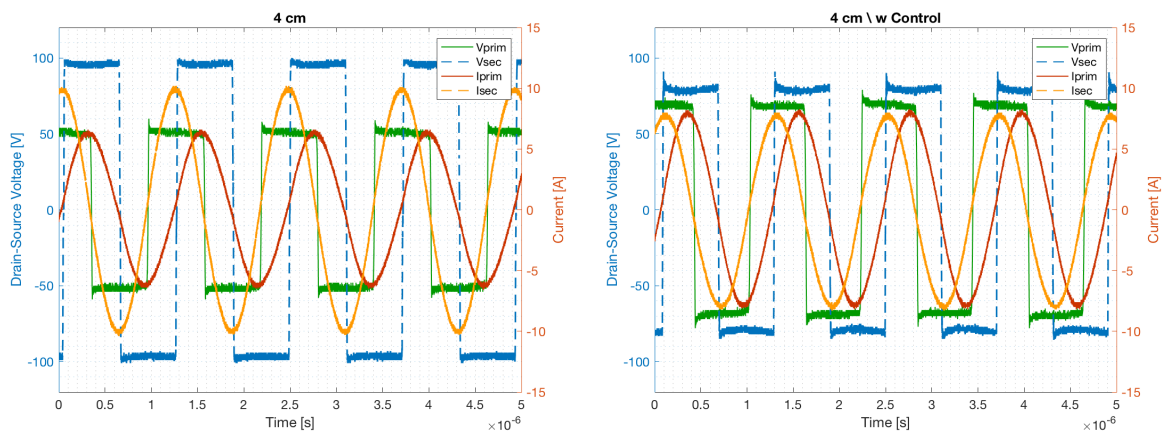 4 cm
Drain-Source Voltage [V]
100
50
0
-50
-100
Vprim
Vsec
Iprim
Isec
15
10
5
0
-5
-10
-15
Current [A]
0 0.5 1 1.5 2 2.5 3 3.5 4 4.5 5
Time [s]
×10⁻⁶
4 cm \ w Control
Drain-Source Voltage [V]
100
50
0
-50
-100
Vprim
Vsec
Iprim
Isec
15
10
5
0
-5
-10
-15
Current [A]
0 0.5 1 1.5 2 2.5 3 3.5 4 4.5 5
Time [s]
×10⁻⁶